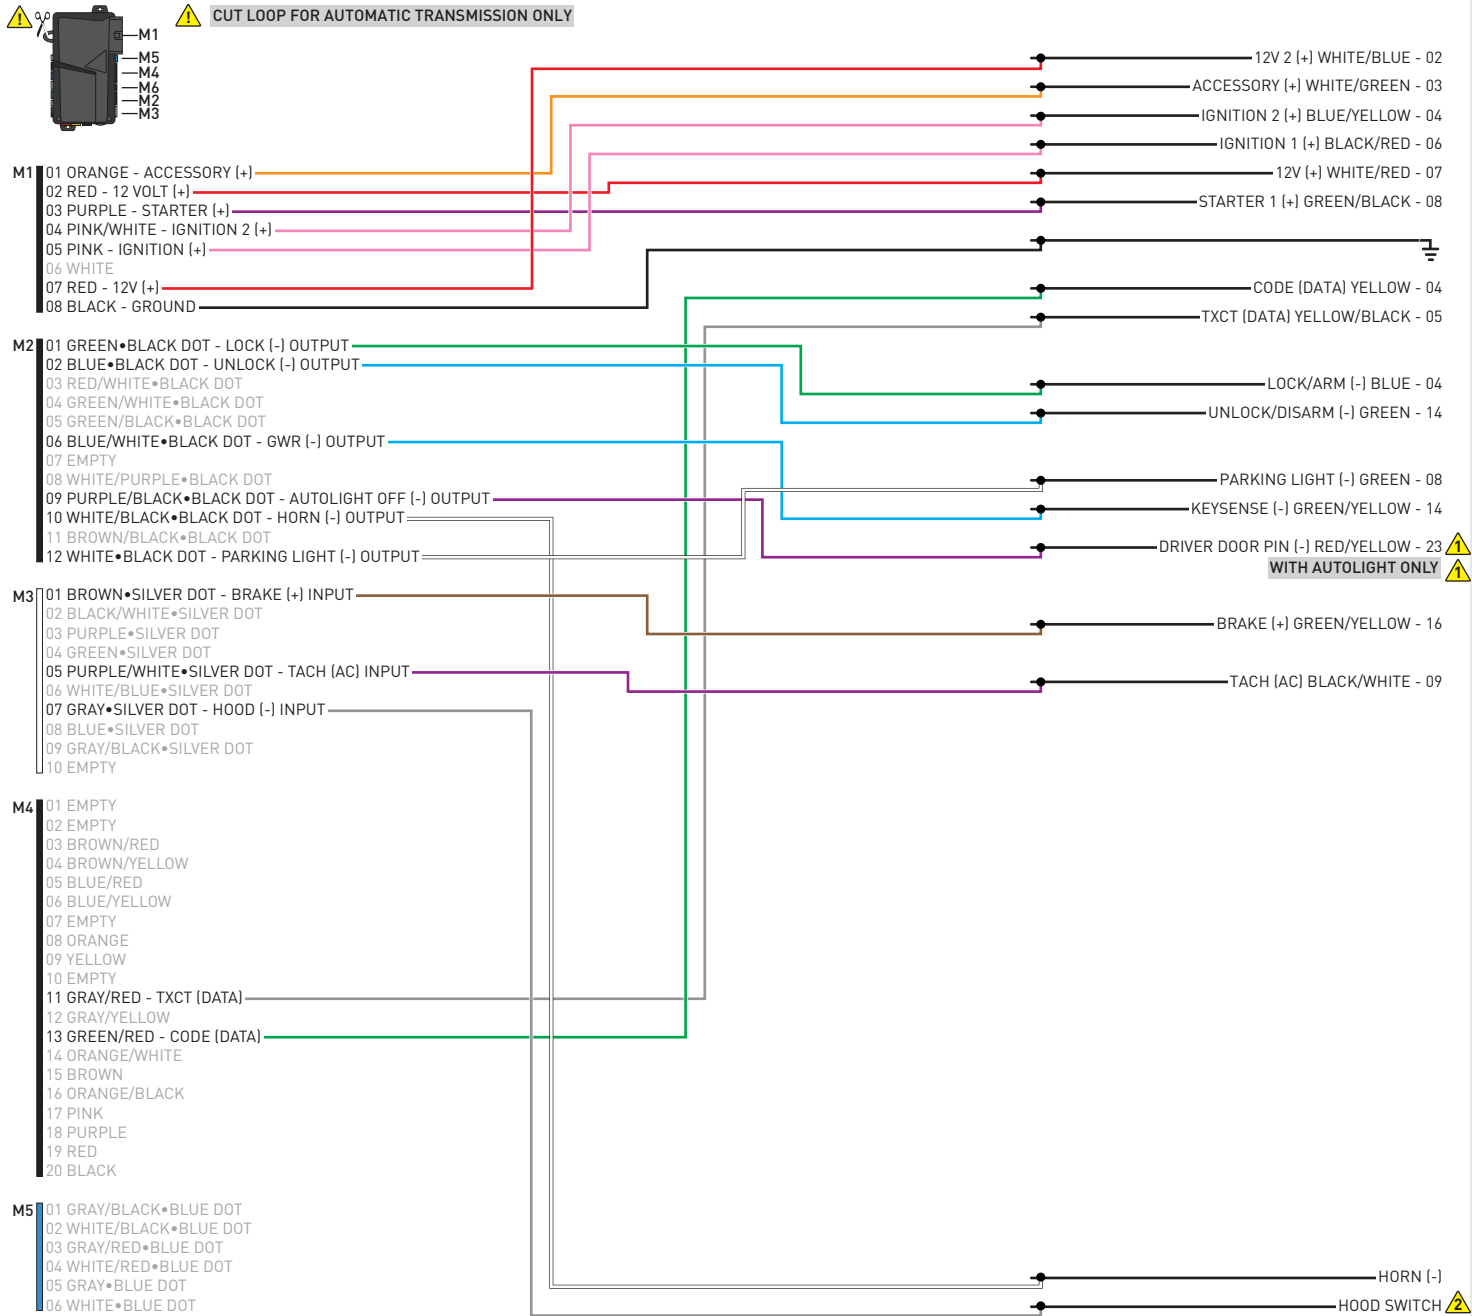 CUT LOOP FOR AUTOMATIC TRANSMISSION ONLY
M1
M5
M4
M6
M2
M3
M1
01 ORANGE - ACCESSORY (+)
02 RED - 12 VOLT (+)
03 PURPLE - STARTER (+)
04 PINK/WHITE - IGNITION 2 (+)
05 PINK - IGNITION (+)
06 WHITE
07 RED - 12V (+)
08 BLACK - GROUND
M2
01 GREEN•BLACK DOT - LOCK (-) OUTPUT
02 BLUE•BLACK DOT - UNLOCK (-) OUTPUT
03 RED/WHITE•BLACK DOT
04 GREEN/WHITE•BLACK DOT
05 GREEN/BLACK•BLACK DOT
06 BLUE/WHITE•BLACK DOT - GWR (-) OUTPUT
07 EMPTY
08 WHITE/PURPLE•BLACK DOT
09 PURPLE/BLACK•BLACK DOT - AUTOLIGHT OFF (-) OUTPUT
10 WHITE/BLACK•BLACK DOT - HORN (-) OUTPUT
11 BROWN/BLACK•BLACK DOT
12 WHITE•BLACK DOT - PARKING LIGHT (-) OUTPUT
M3
01 BROWN•SILVER DOT - BRAKE (+) INPUT
02 BLACK/WHITE•SILVER DOT
03 PURPLE•SILVER DOT
04 GREEN•SILVER DOT
05 PURPLE/WHITE•SILVER DOT - TACH (AC) INPUT
06 WHITE/BLUE•SILVER DOT
07 GRAY•SILVER DOT - HOOD (-) INPUT
08 BLUE•SILVER DOT
09 GRAY/BLACK•SILVER DOT
10 EMPTY
M4
01 EMPTY
02 EMPTY
03 BROWN/RED
04 BROWN/YELLOW
05 BLUE/RED
06 BLUE/YELLOW
07 EMPTY
08 ORANGE
09 YELLOW
10 EMPTY
11 GRAY/RED - TXCT (DATA)
12 GRAY/YELLOW
13 GREEN/RED - CODE (DATA)
14 ORANGE/WHITE
15 BROWN
16 ORANGE/BLACK
17 PINK
18 PURPLE
19 RED
20 BLACK
M5
01 GRAY/BLACK•BLUE DOT
02 WHITE/BLACK•BLUE DOT
03 GRAY/RED•BLUE DOT
04 WHITE/RED•BLUE DOT
05 GRAY•BLUE DOT
06 WHITE•BLUE DOT
12V 2 (+) WHITE/BLUE - 02
ACCESSORY (+) WHITE/GREEN - 03
IGNITION 2 (+) BLUE/YELLOW - 04
IGNITION 1 (+) BLACK/RED - 06
12V (+) WHITE/RED - 07
STARTER 1 (+) GREEN/BLACK - 08
CODE (DATA) YELLOW - 04
TXCT (DATA) YELLOW/BLACK - 05
LOCK/ARM (-) BLUE - 04
UNLOCK/DISARM (-) GREEN - 14
PARKING LIGHT (-) GREEN - 08
KEYSENSE (-) GREEN/YELLOW - 14
DRIVER DOOR PIN (-) RED/YELLOW - 23 1
WITH AUTOLIGHT ONLY 1
BRAKE (+) GREEN/YELLOW - 16
TACH (AC) BLACK/WHITE - 09
HORN (-)
HOOD SWITCH 2